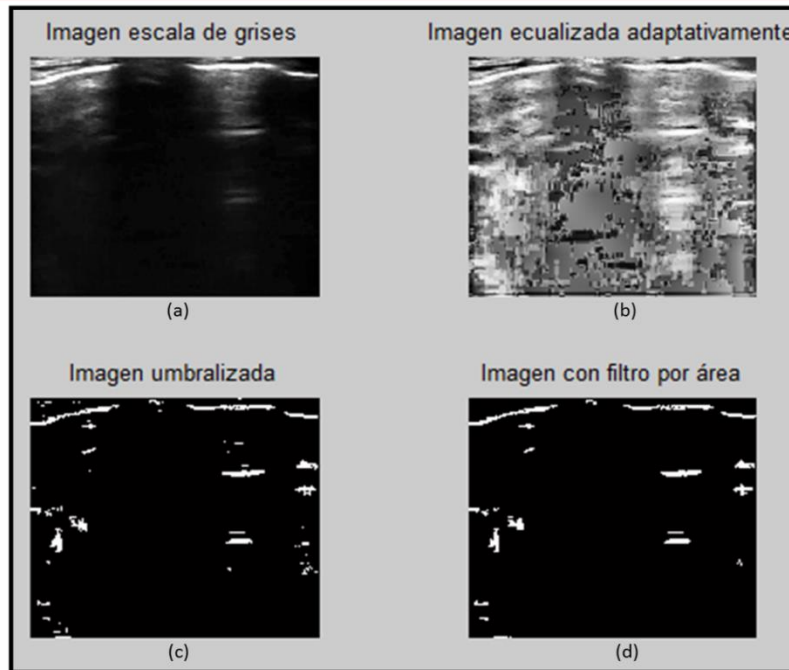 Imagen escala de grises
Imagen ecualizada adaptativamente
(a)
(b)
Imagen umbralizada
Imagen con filtro por área
(c)
(d)